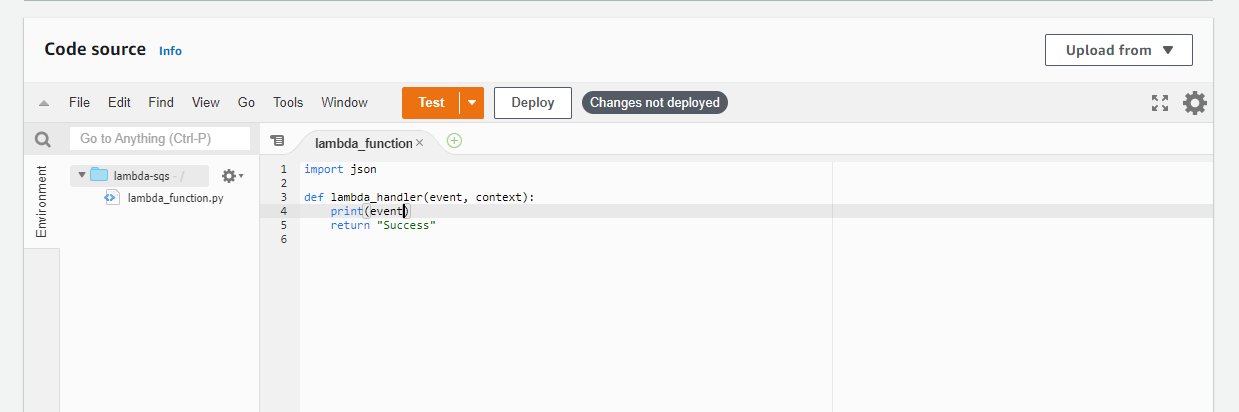 Code source Info Upload from
File Edit Find View Go Tools Window Test Deploy Changes not deployed
Go to Anything (Ctrl-P) lambda_function
Environment
lambda-sqs - /
lambda_function.py
1 import json
2
3 def lambda_handler(event, context):
4     print(event)
5     return "Success"
6